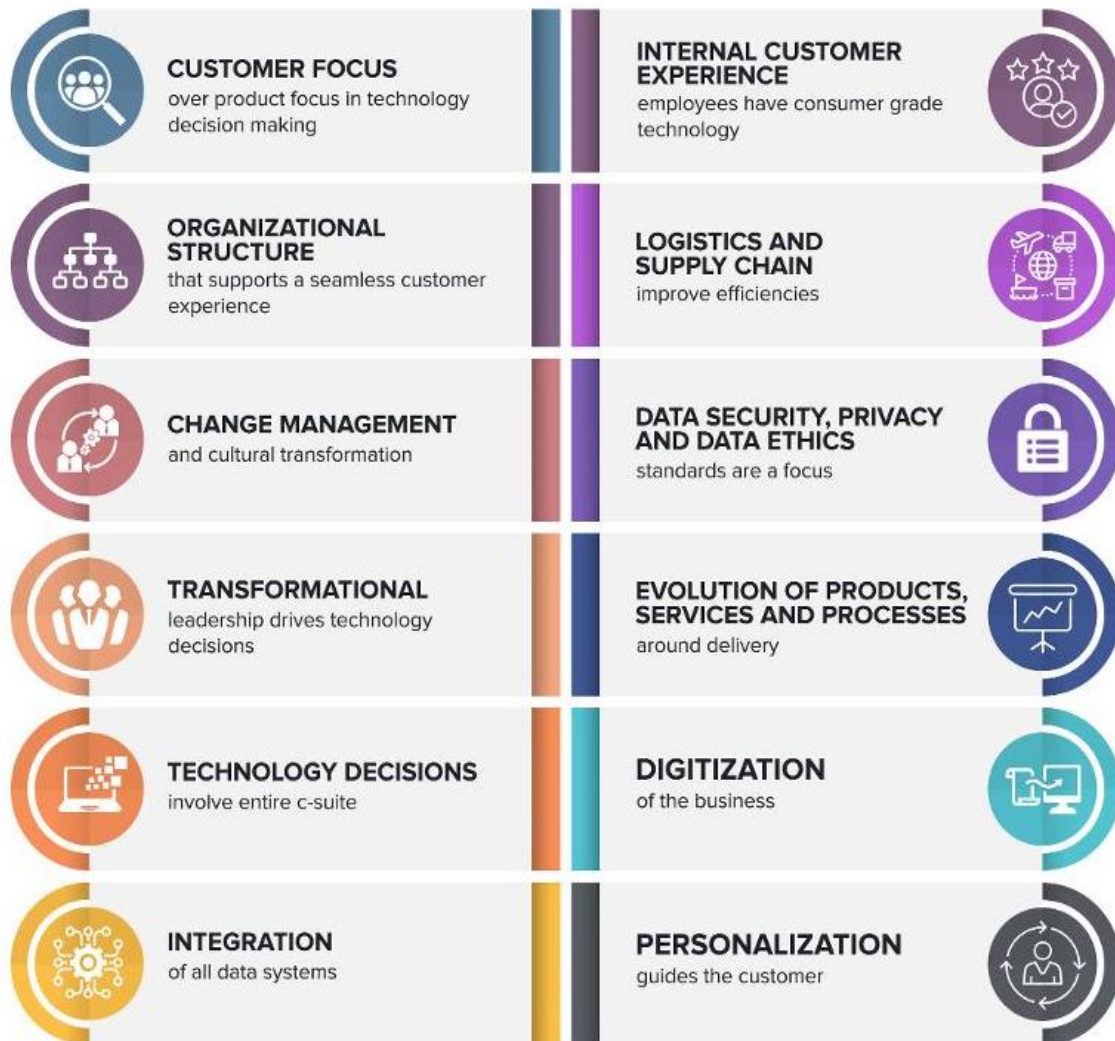 CUSTOMER FOCUS
over product focus in technology
decision making
ORGANIZATIONAL
STRUCTURE
that supports a seamless customer
experience
CHANGE MANAGEMENT
and cultural transformation
TRANSFORMATIONAL
leadership drives technology
decisions
TECHNOLOGY DECISIONS
involve entire c-suite
INTEGRATION
of all data systems
INTERNAL CUSTOMER
EXPERIENCE
employees have consumer grade
technology
LOGISTICS AND
SUPPLY CHAIN
improve efficiencies
DATA SECURITY, PRIVACY
AND DATA ETHICS
standards are a focus
EVOLUTION OF PRODUCTS,
SERVICES AND PROCESSES
around delivery
DIGITIZATION
of the business
PERSONALIZATION
guides the customer